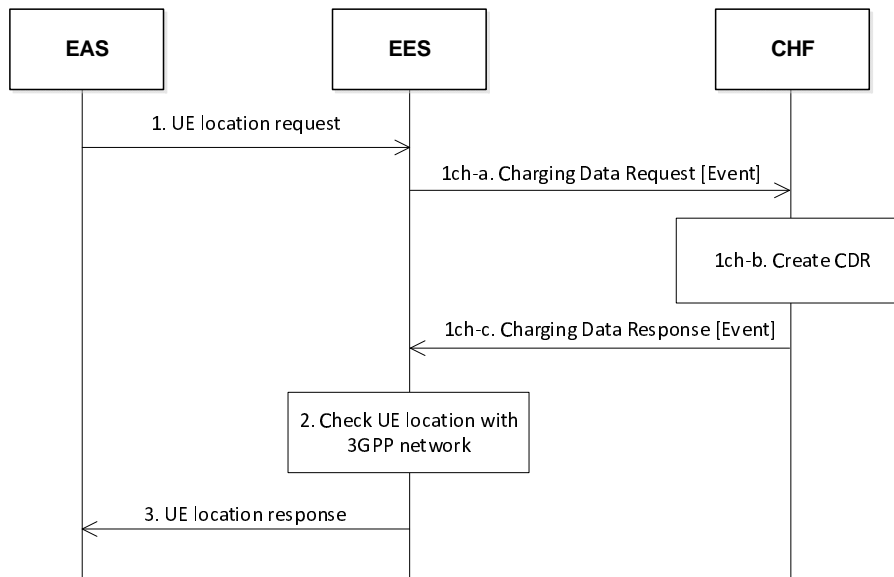 EAS
EES
CHF
1. UE location request
1ch-a. Charging Data Request [Event]
1ch-b. Create CDR
1ch-c. Charging Data Response [Event]
2. Check UE location with
3GPP network
3. UE location response